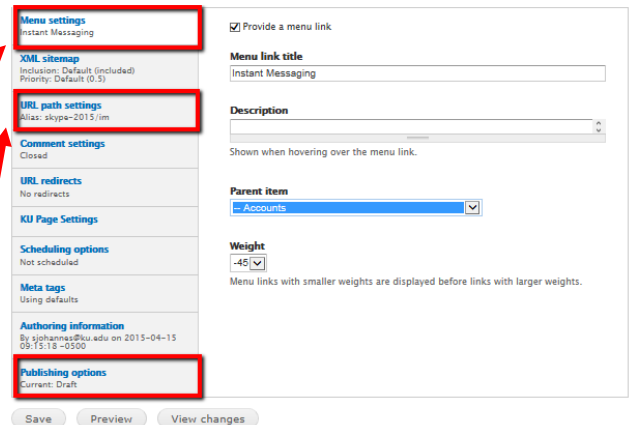 Menu settings
Instant Messaging
XML sitemap
Inclusion: Default (included)
Priority: Default (0.5)
URL path settings
Alias: skype-2015/im
Comment settings
Closed
URL redirects
No redirects
KU Page Settings
Scheduling options
Not scheduled
Meta tags
Using defaults
Authoring information
By sjohannes@ku.edu on 2015-04-15
09:15:18 -0500
Publishing options
Current: Draft
Provide a menu link
Menu link title
Instant Messaging
Description
Shown when hovering over the menu link.
Parent item
-- Accounts
Weight
-45
Menu links with smaller weights are displayed before links with larger weights.
Save
Preview
View changes